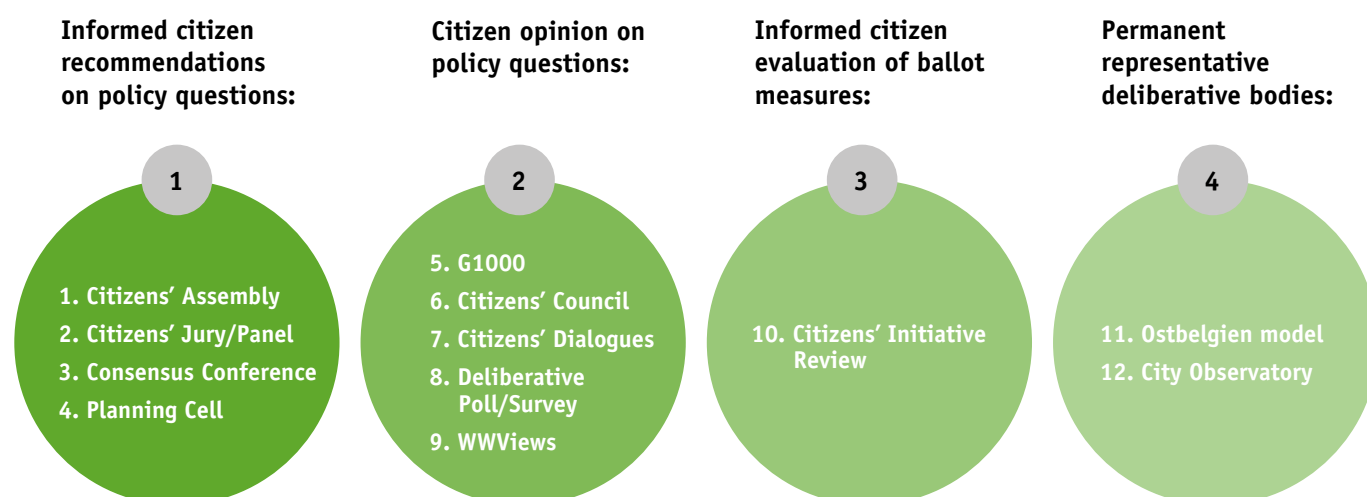 Informed citizen
recommendations
on policy questions:
1
1. Citizens’ Assembly
2. Citizens’ Jury/Panel
3. Consensus Conference
4. Planning Cell
Citizen opinion on
policy questions:
2
5. G1000
6. Citizens’ Council
7. Citizens’ Dialogues
8. Deliberative
Poll/Survey
9. WWViews
Informed citizen
evaluation of ballot
measures:
3
10. Citizens’ Initiative
Review
Permanent
representative
deliberative bodies:
4
11. Ostbelgien model
12. City Observatory